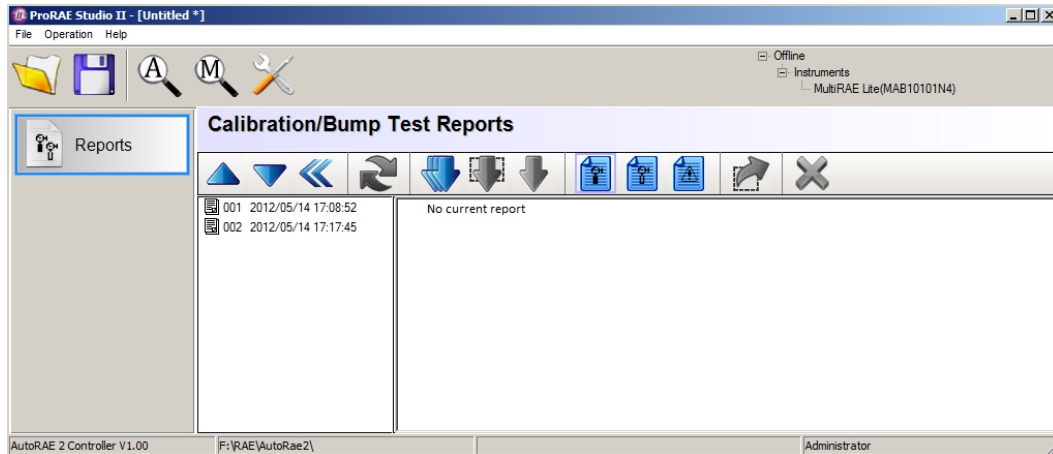 ProRAE Studio II - [Untitled *]
File Operation Help
A
M
Offline
Instruments
MultiRAE Lite(MAB10101N4)
Reports
Calibration/Bump Test Reports
001 2012/05/14 17:08:52
002 2012/05/14 17:17:45
No current report
AutoRAE 2 Controller V1.00
F:\RAE\AutoRae2\
Administrator